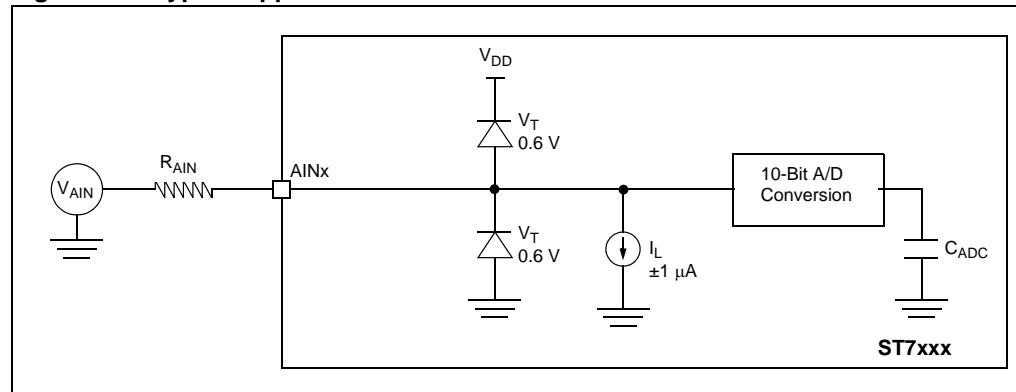 V_DD
V_T
0.6 V
R_AIN
AINx
V_AIN
10-Bit A/D
Conversion
V_T
0.6 V
I_L
±1 μA
C_ADC
ST7xxx